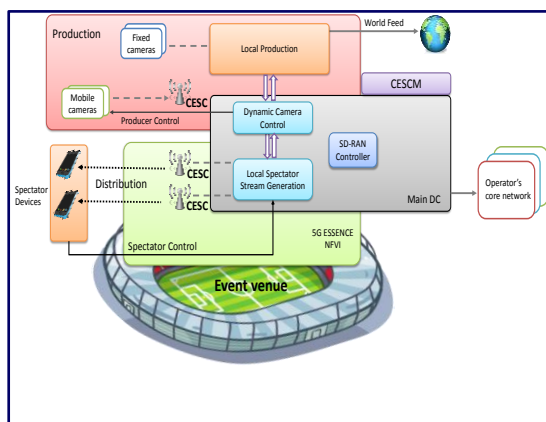 Production
Fixed
cameras
Local Production
World Feed
Mobile
cameras
CESC
Producer Control
CESCM
Dynamic Camera
Control
SD-RAN
Controller
Spectator
Devices
Distribution
CESC
CESC
Local Spectator
Stream Generation
Main DC
Operator's
core network
Spectator Control
5G ESSENCE
NFVI
Event venue